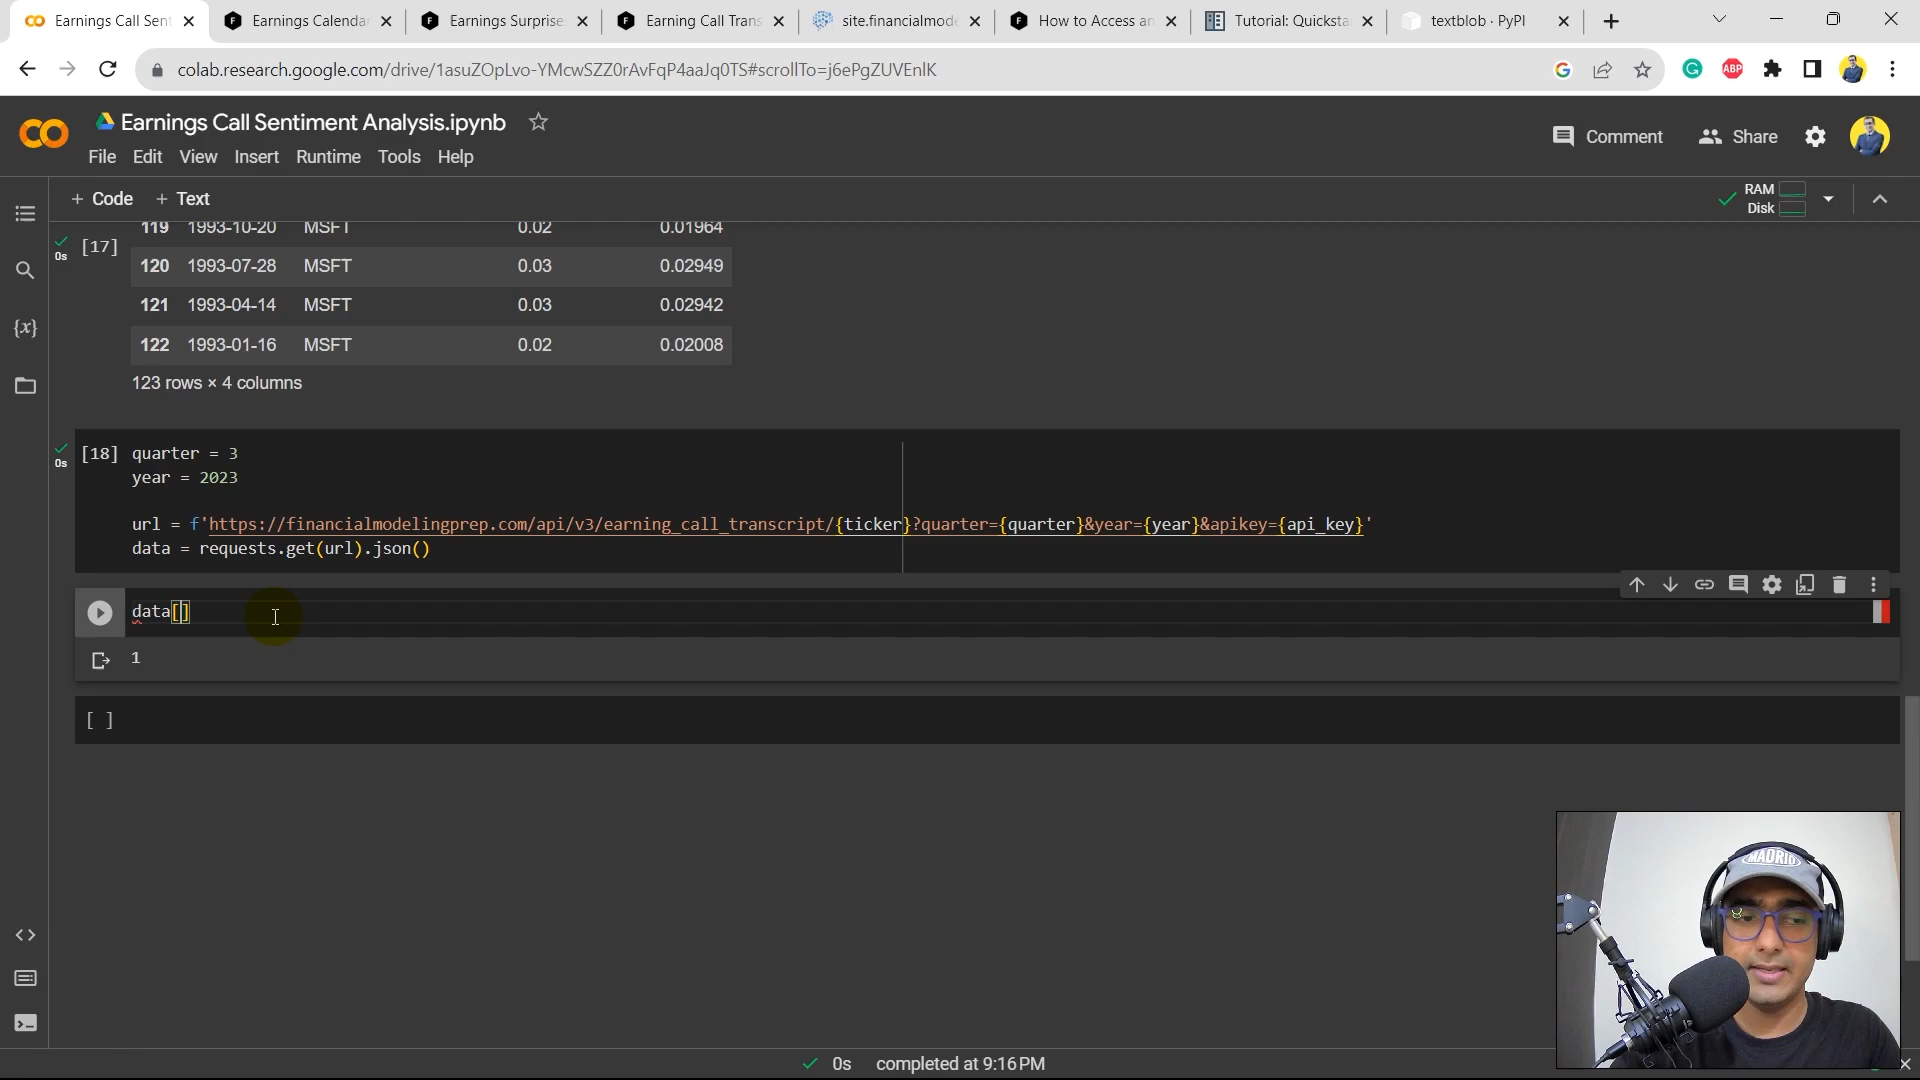 Earnings Call Sent
Earnings Calenda
Earnings Surprise
Earning Call Trans
site.financialmode
How to Access an
Tutorial: Quicksta
textblob · PyPI
colab.research.google.com/drive/1asuZOpLvo-YMcwSZZ0rAvFqP4aaJq0TS#scrollTo=j6ePgZUVEnlK
ABP
CO
Earnings Call Sentiment Analysis.ipynb
Comment
Share
File Edit View Insert Runtime Tools Help
+ Code + Text
RAM
Disk
[17]
0s
119 1993-10-20 MSFT 0.02 0.01964
120 1993-07-28 MSFT 0.03 0.02949
121 1993-04-14 MSFT 0.03 0.02942
122 1993-01-16 MSFT 0.02 0.02008
123 rows × 4 columns
[18] quarter = 3
0s
year = 2023
url = f'https://financialmodelingprep.com/api/v3/earning_call_transcript/{ticker}?quarter={quarter}&year={year}&apikey={api_key}'
data = requests.get(url).json()
data[]
1
[ ]
MADRID
0s completed at 9:16 PM